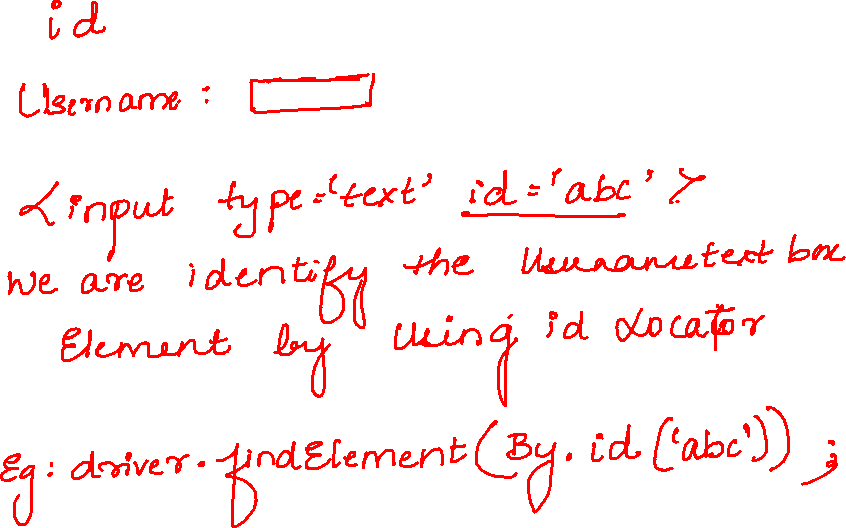 id
Username :
<input type='text' id='abc'>
We are identify the Usernametext box
Element by using id Locator
Eg: driver.findElement(By.id('abc'));